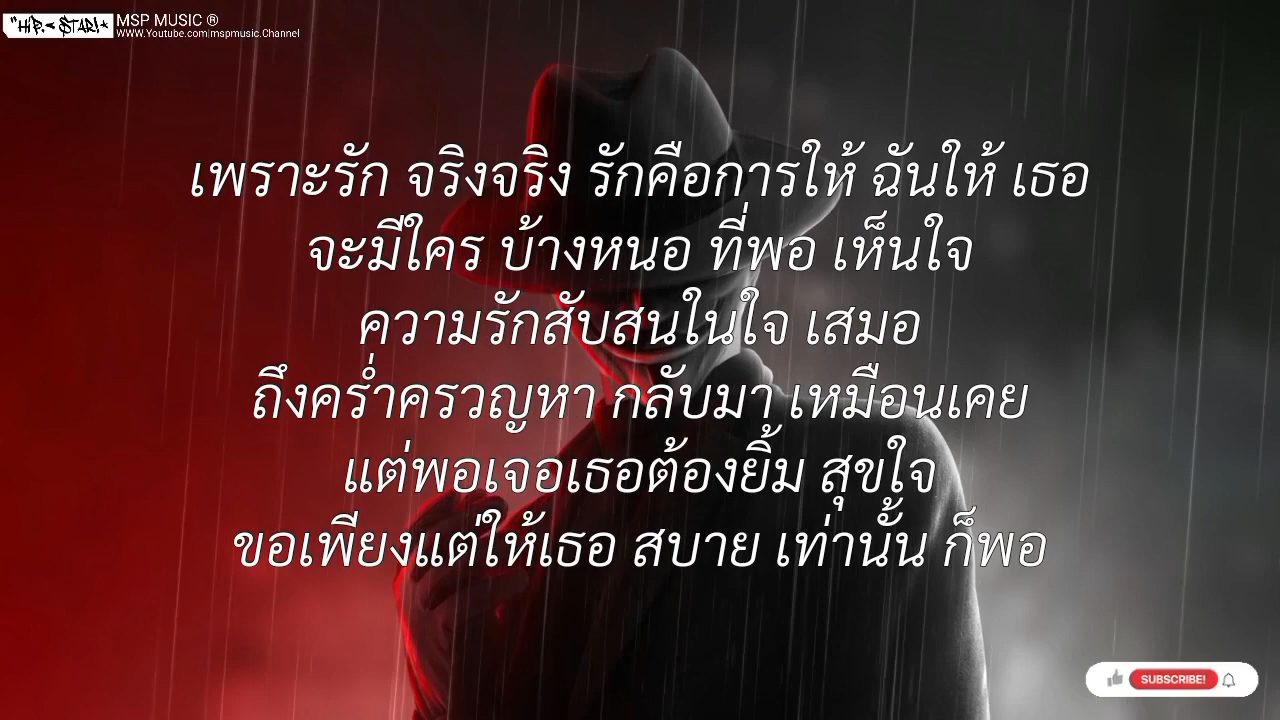 "HIP. STAR!
MSP MUSIC ®
WWW.Youtube.com|mspmusic.Channel
เพราะรัก จริงจริง รักคือการให้ ฉันให้ เธอ
จะมีใคร บ้างหนอ ที่พอ เห็นใจ
ความรักสับสนในใจ เสมอ
ถึงคร่ำครวญหา กลับมา เหมือนเคย
แต่พอเจอเธอต้องยิ้ม สุขใจ
ขอเพียงแต่ให้เธอ สบาย เท่านั้น ก็พอ
SUBSCRIBE!